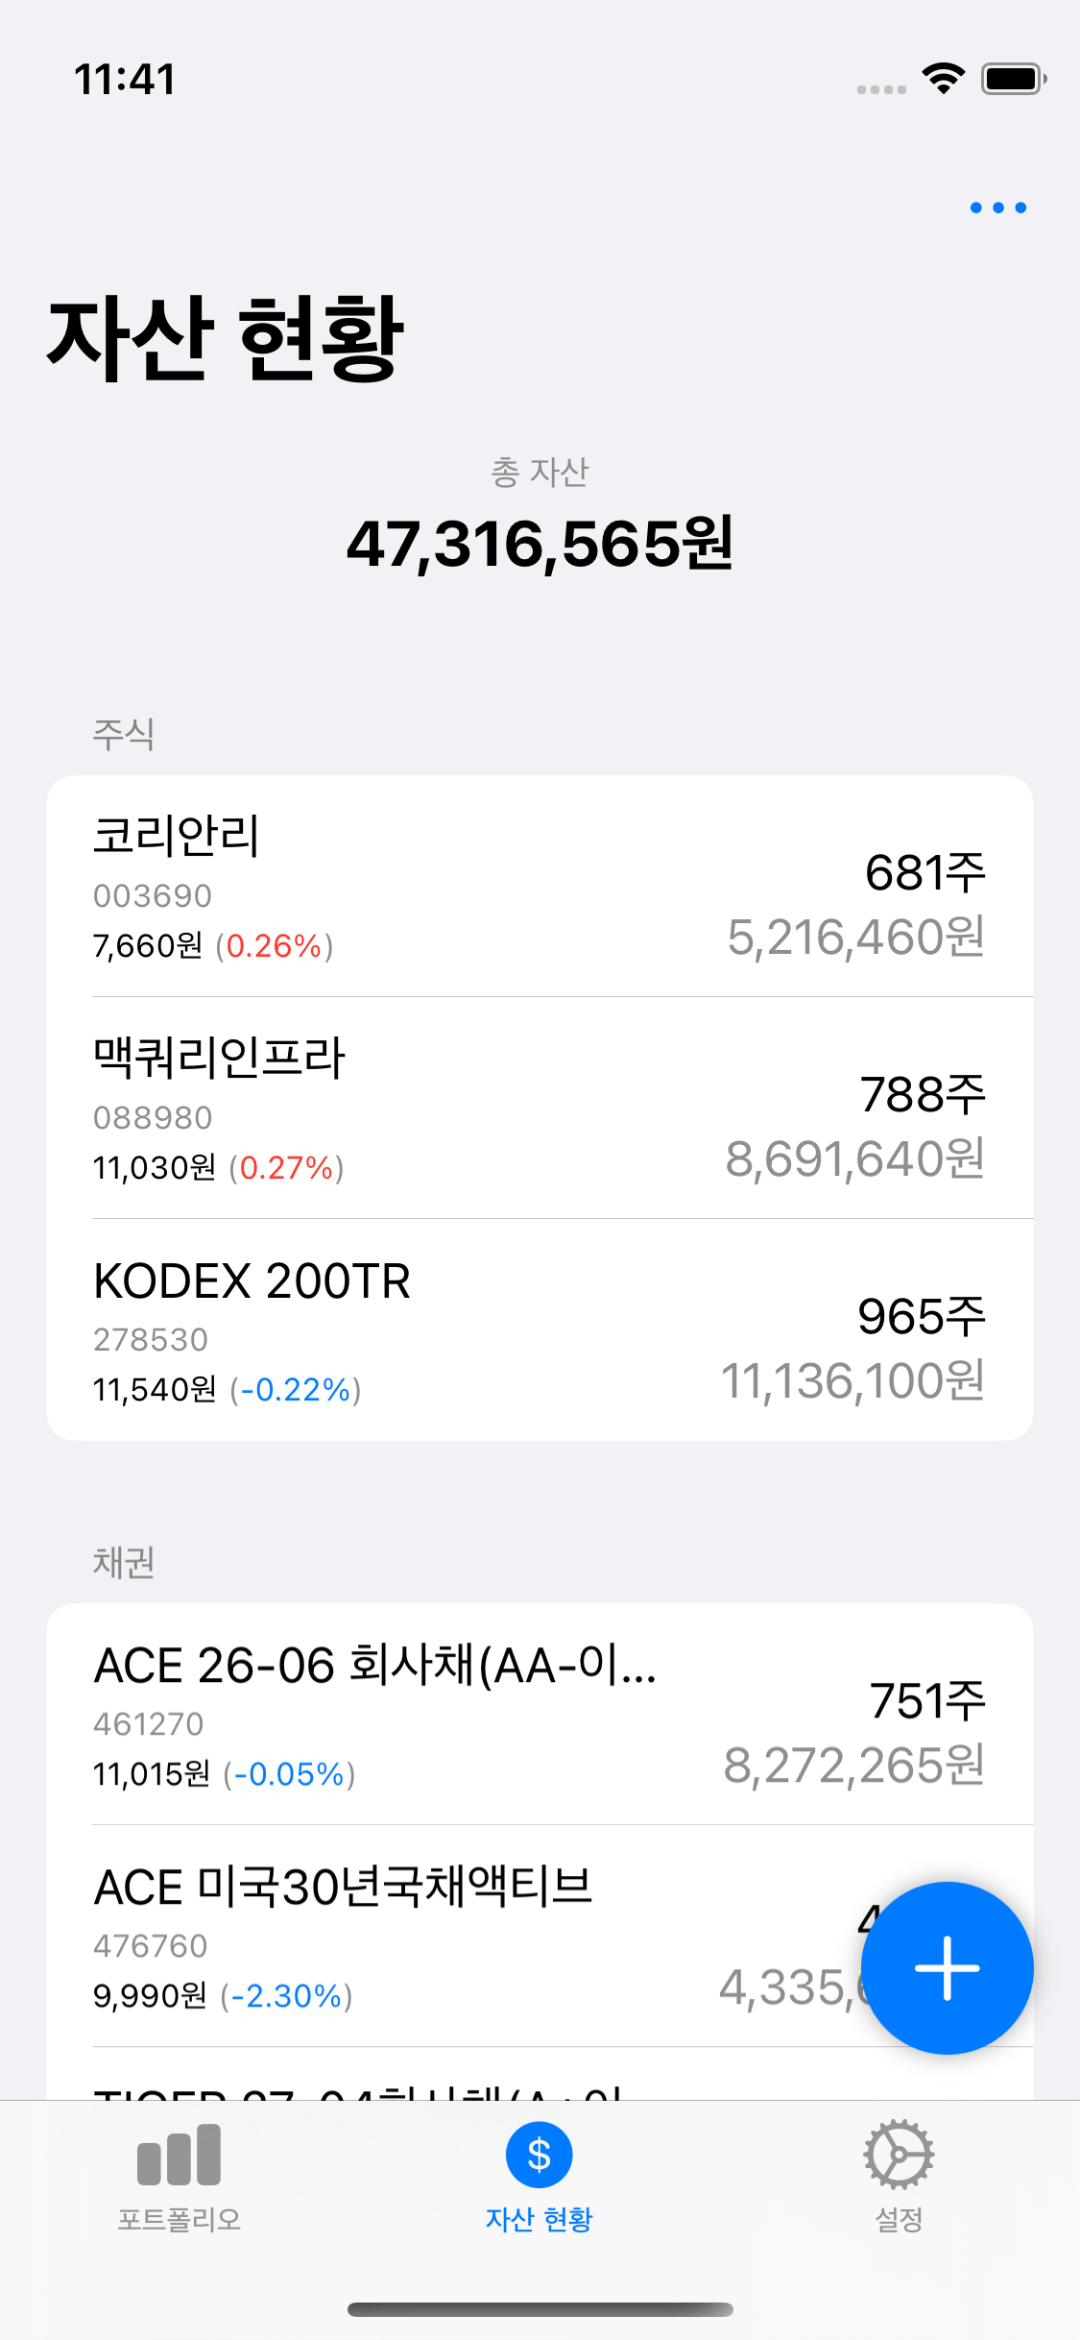 11:41
자산 현황
총 자산
47,316,565원
주식
코리안리
003690
7,660원 (0.26%)
681주
5,216,460원
맥쿼리인프라
088980
11,030원 (0.27%)
788주
8,691,640원
KODEX 200TR
278530
11,540원 (-0.22%)
965주
11,136,100원
채권
ACE 26-06 회사채(AA-이...
461270
11,015원 (-0.05%)
751주
8,272,265원
ACE 미국30년국채액티브
476760
9,990원 (-2.30%)
포트폴리오
자산 현황
설정